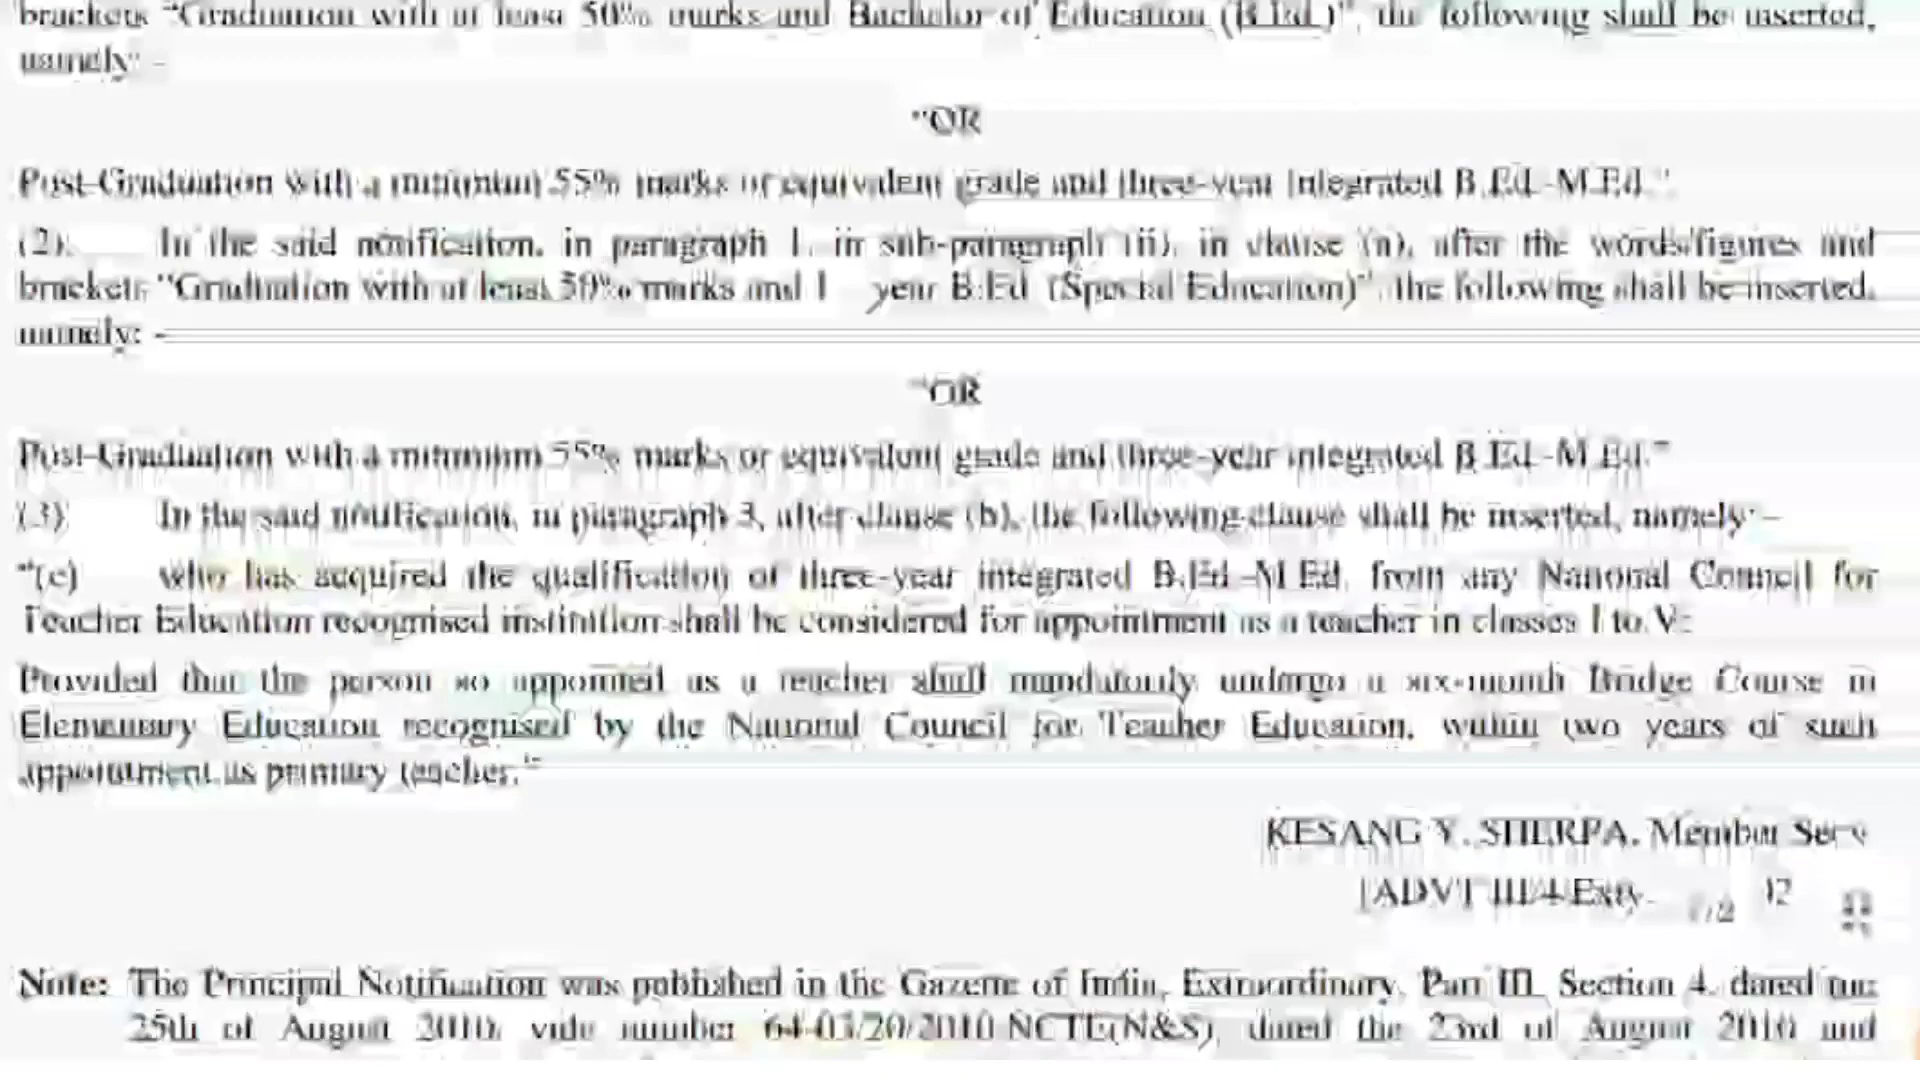 brackets "Graduation with at least 50% marks and Bachelor of Education (B.Ed.)", the following shall be inserted,
namely: -
"OR
Post-Graduation with a minimum 55% marks or equivalent grade and three-year integrated B.Ed.-M.Ed."
(2). In the said notification, in paragraph 1, in sub-paragraph (ii), in clause (a), after the words/figures and
brackets "Graduation with at least 50% marks and 1 year B.Ed (Special Education)", the following shall be inserted,
namely: -
"OR
Post-Graduation with a minimum 55% marks or equivalent grade and three-year integrated B.Ed.-M.Ed."
(3) In the said notification, in paragraph 3, after clause (b), the following clause shall be inserted, namely: -
"(c) who has acquired the qualification of three-year integrated B.Ed.-M.Ed. from any National Council for
Teacher Education recognised institution shall be considered for appointment as a teacher in classes I to V:
Provided that the person so appointed as a teacher shall mandatorily undergo a six-month Bridge Course in
Elementary Education recognised by the National Council for Teacher Education, within two years of such
appointment as primary teacher."
KESANG Y. SHERPA, Member Secy
[ADVT III/4 Exty.
Note: The Principal Notification was published in the Gazette of India, Extraordinary, Part III, Section 4, dated the
25th of August 2010, vide number 64-03/20/2010 NCTE(N&S), dated the 23rd of August 2010 and